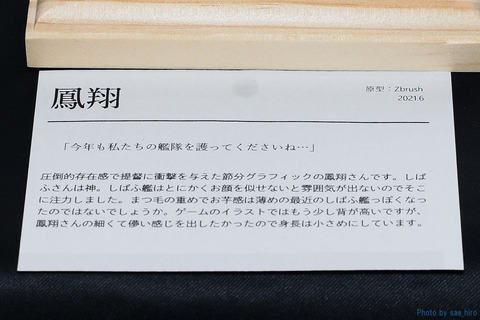 鳳翔
原型：Zbrush
2021.6
「今年も私たちの艦隊を護ってくださいね…」
圧倒的存在感で提督に衝撃を与えた節分グラフィックの鳳翔さんです。しば
ふさんは神。しばふ艦はとにかくお顔を似せないと雰囲気が出ないのでそこ
に注力しました。まつ毛の重めでお芋感は薄めの最近のしばふ艦っぽくなっ
たのではないでしょうか。ゲームのイラストではもう少し背が高いですが、
鳳翔さんの細くて儚い感じを出したかったので身長は小さめにしています。
Photo by sae_hiro